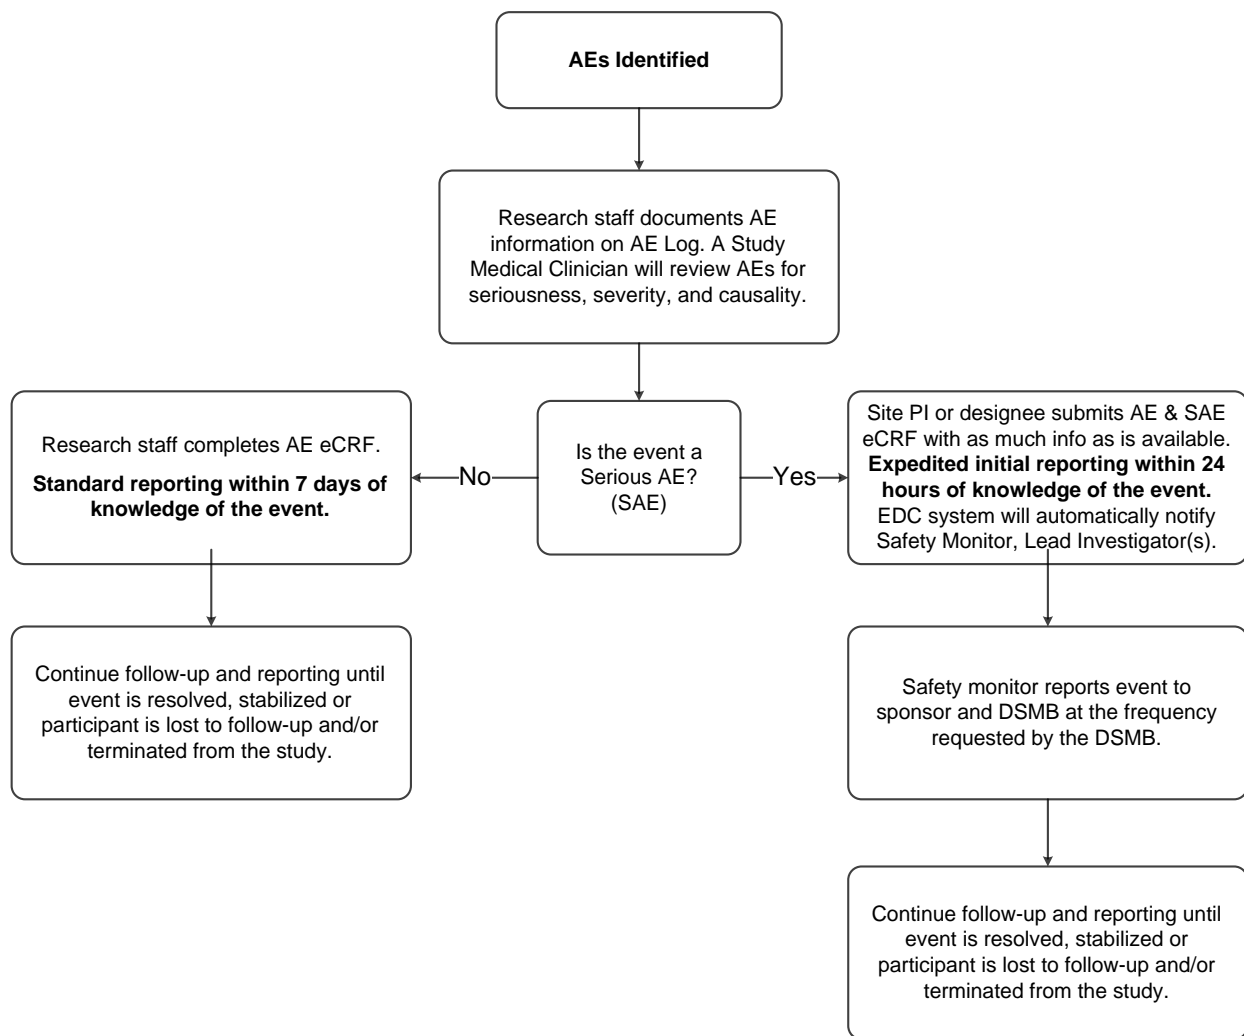 AEs Identified
Research staff documents AE
information on AE Log. A Study
Medical Clinician will review AEs for
seriousness, severity, and causality.
Is the event a
Serious AE?
(SAE)
No
Yes
Research staff completes AE eCRF.
Standard reporting within 7 days of
knowledge of the event.
Continue follow-up and reporting until
event is resolved, stabilized or
participant is lost to follow-up and/or
terminated from the study.
Site PI or designee submits AE & SAE
eCRF with as much info as is available.
Expedited initial reporting within 24
hours of knowledge of the event.
EDC system will automatically notify
Safety Monitor, Lead Investigator(s).
Safety monitor reports event to
sponsor and DSMB at the frequency
requested by the DSMB.
Continue follow-up and reporting until
event is resolved, stabilized or
participant is lost to follow-up and/or
terminated from the study.